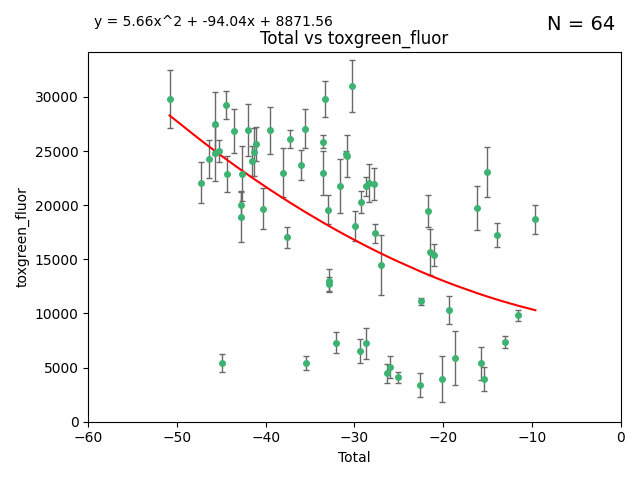 y = 5.66x^2 + -94.04x + 8871.56
N = 64
Total vs toxgreen_fluor
toxgreen_fluor
30000
25000
20000
15000
10000
5000
0
−60
−50
−40
−30
−20
−10
0
Total